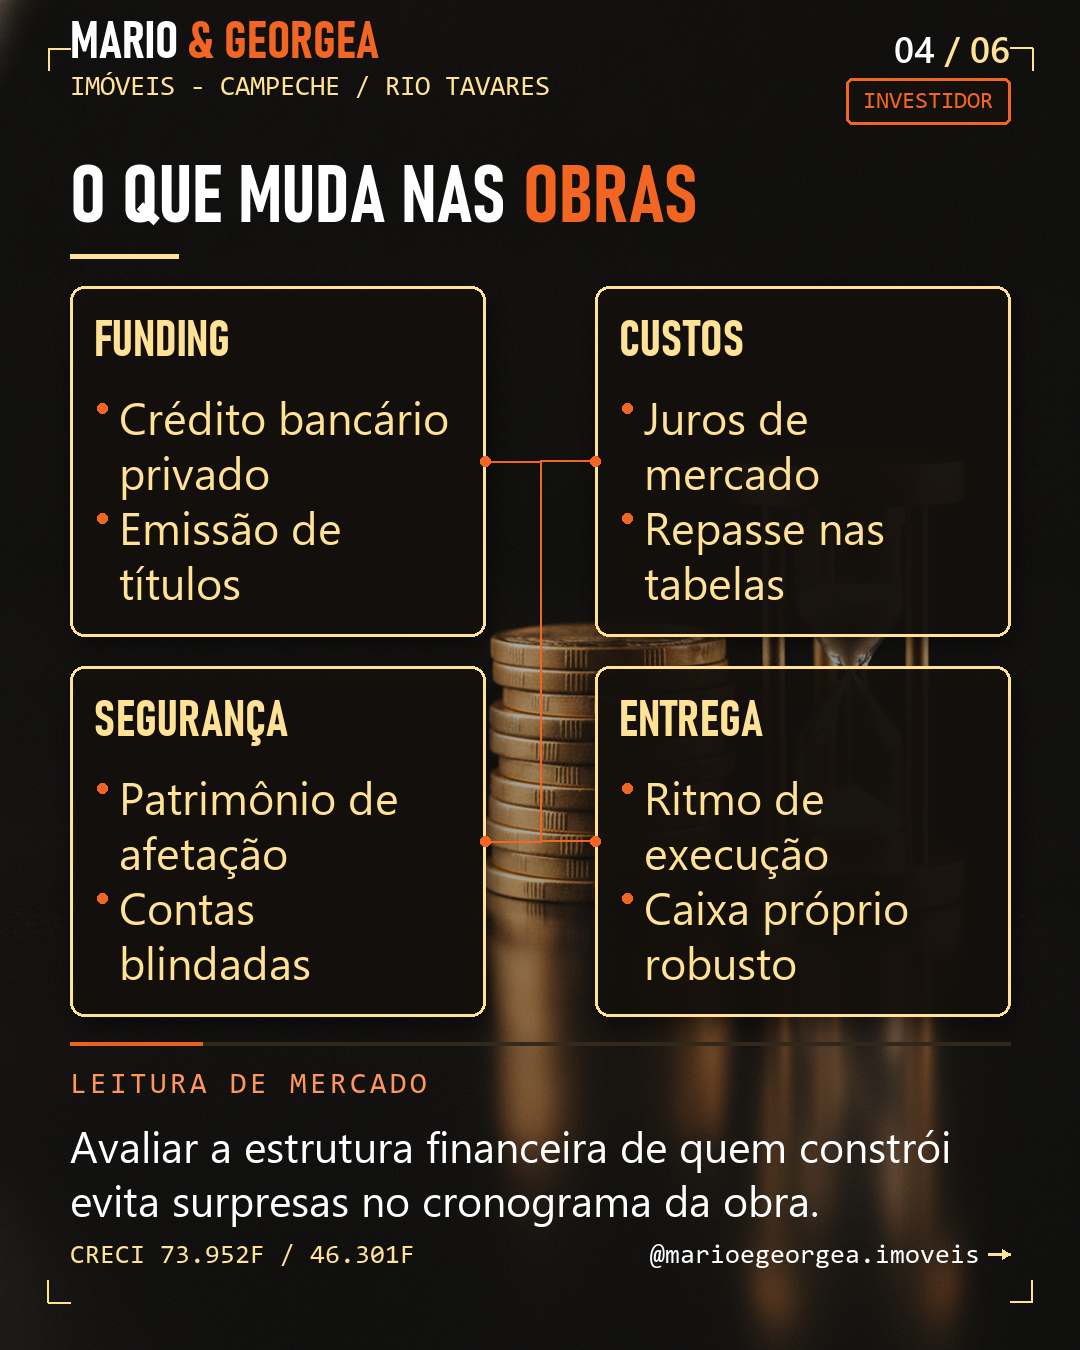 MARIO & GEORGEA
IMÓVEIS - CAMPECHE / RIO TAVARES
04 / 06
INVESTIDOR
O QUE MUDA NAS OBRAS
FUNDING
Crédito bancário
privado
Emissão de
títulos
CUSTOS
Juros de
mercado
Repasse nas
tabelas
SEGURANÇA
Patrimônio de
afetação
Contas
blindadas
ENTREGA
Ritmo de
execução
Caixa próprio
robusto
LEITURA DE MERCADO
Avaliar a estrutura financeira de quem constrói
evita surpresas no cronograma da obra.
CRECI 73.952F / 46.301F
@marioegeorgea.imoveis